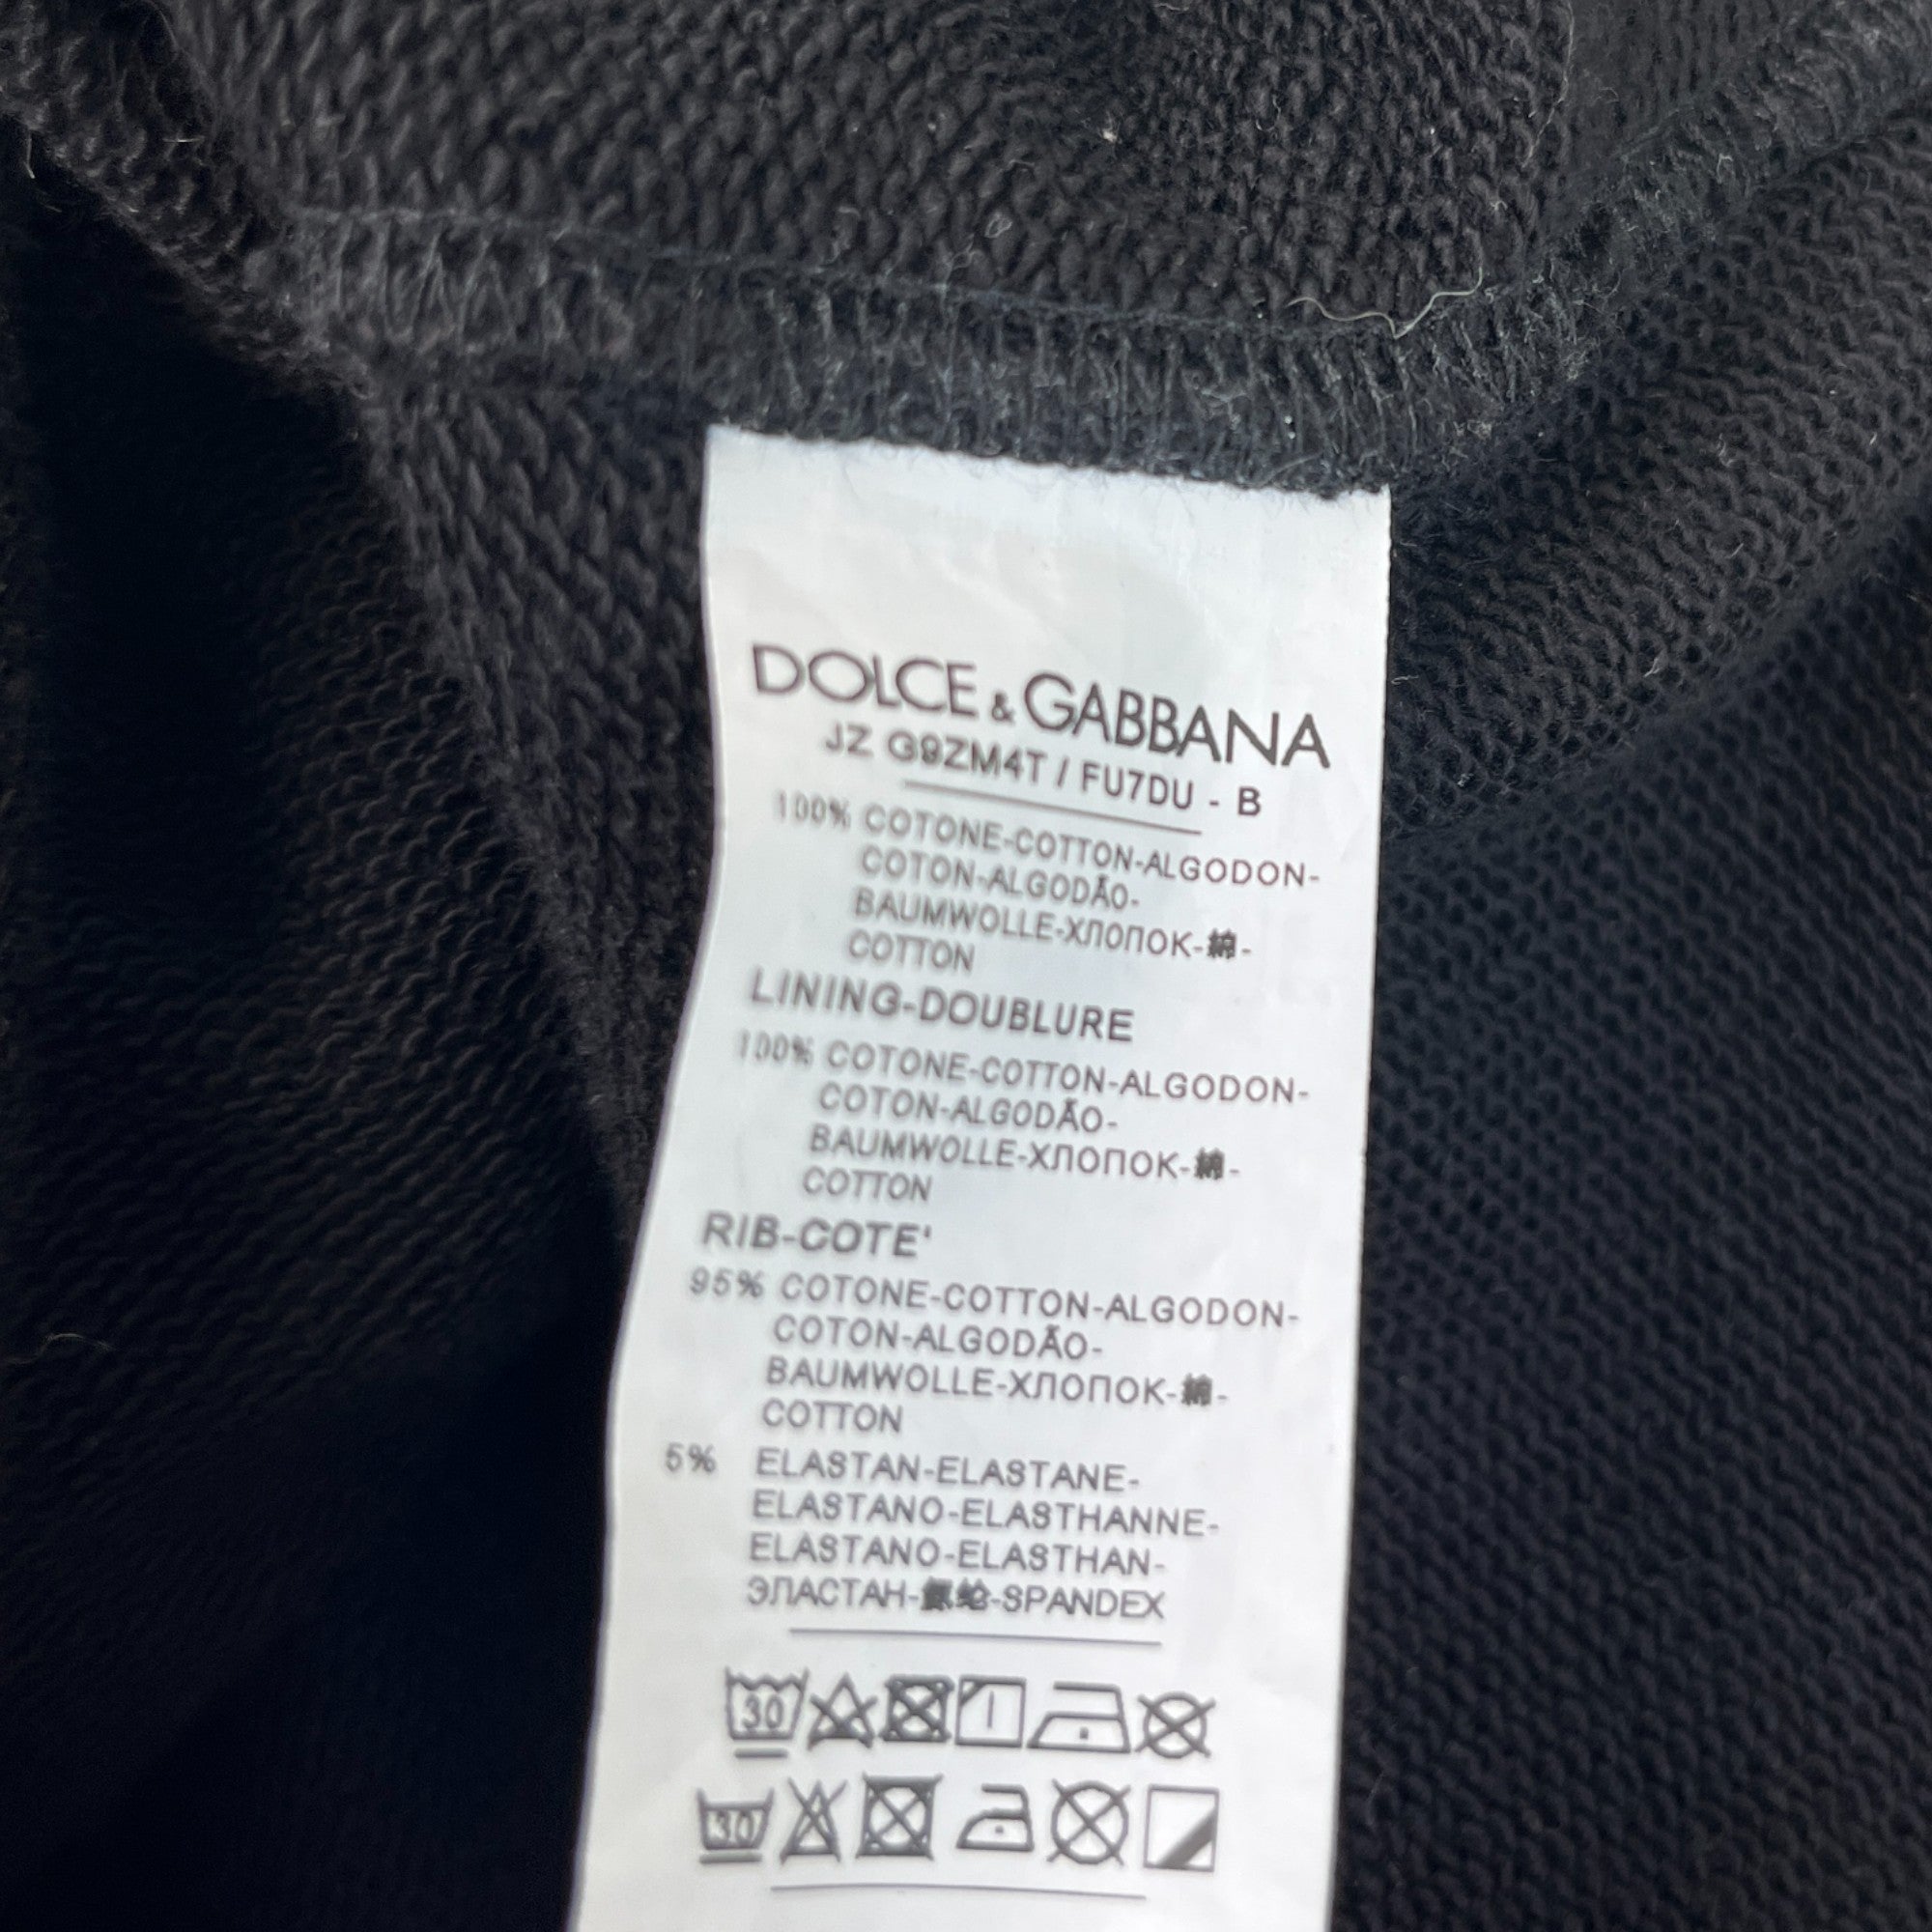 DOLCE & GABBANA
JZ G9ZM4T / FU7DU - B
100% COTONE-COTTON-ALGODON-
COTON-ALGODÃO-
BAUMWOLLE-ХЛОПОК-綿-
COTTON
LINING-DOUBLURE
100% COTONE-COTTON-ALGODON-
COTON-ALGODÃO-
BAUMWOLLE-ХЛОПОК-綿-
COTTON
RIB-COTE'
95% COTONE-COTTON-ALGODON-
COTON-ALGODÃO-
BAUMWOLLE-ХЛОПОК-綿-
COTTON
5% ELASTAN-ELASTANE-
ELASTANO-ELASTHANNE-
ELASTANO-ELASTHAN-
ЭЛАСТАН-氨纶-SPANDEX
30
30